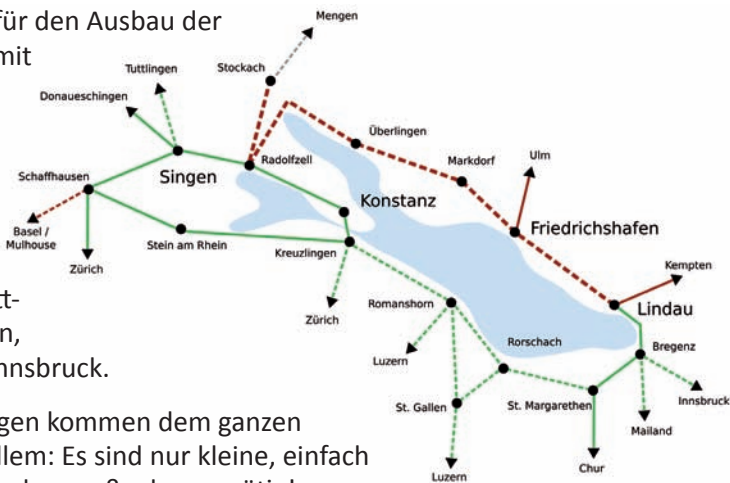 für den Ausbau der
mit
Mengen
Stockach
Tuttlingen
Donaueschingen
Überlingen
Radolfzell
Markdorf
Ulm
Schaffhausen
Singen
Konstanz
Friedrichshafen
Basel /
Mulhouse
Stein am Rhein
Kreuzlingen
Kempten
Zürich
Lindau
Romanshorn
Zürich
Rorschach
Bregenz
Luzern
St. Gallen
St. Margarethen
Innsbruck
Mailand
Luzern
Chur
tt-
n,
nnsbruck.
gen kommen dem ganzen
llem: Es sind nur kleine, einfach